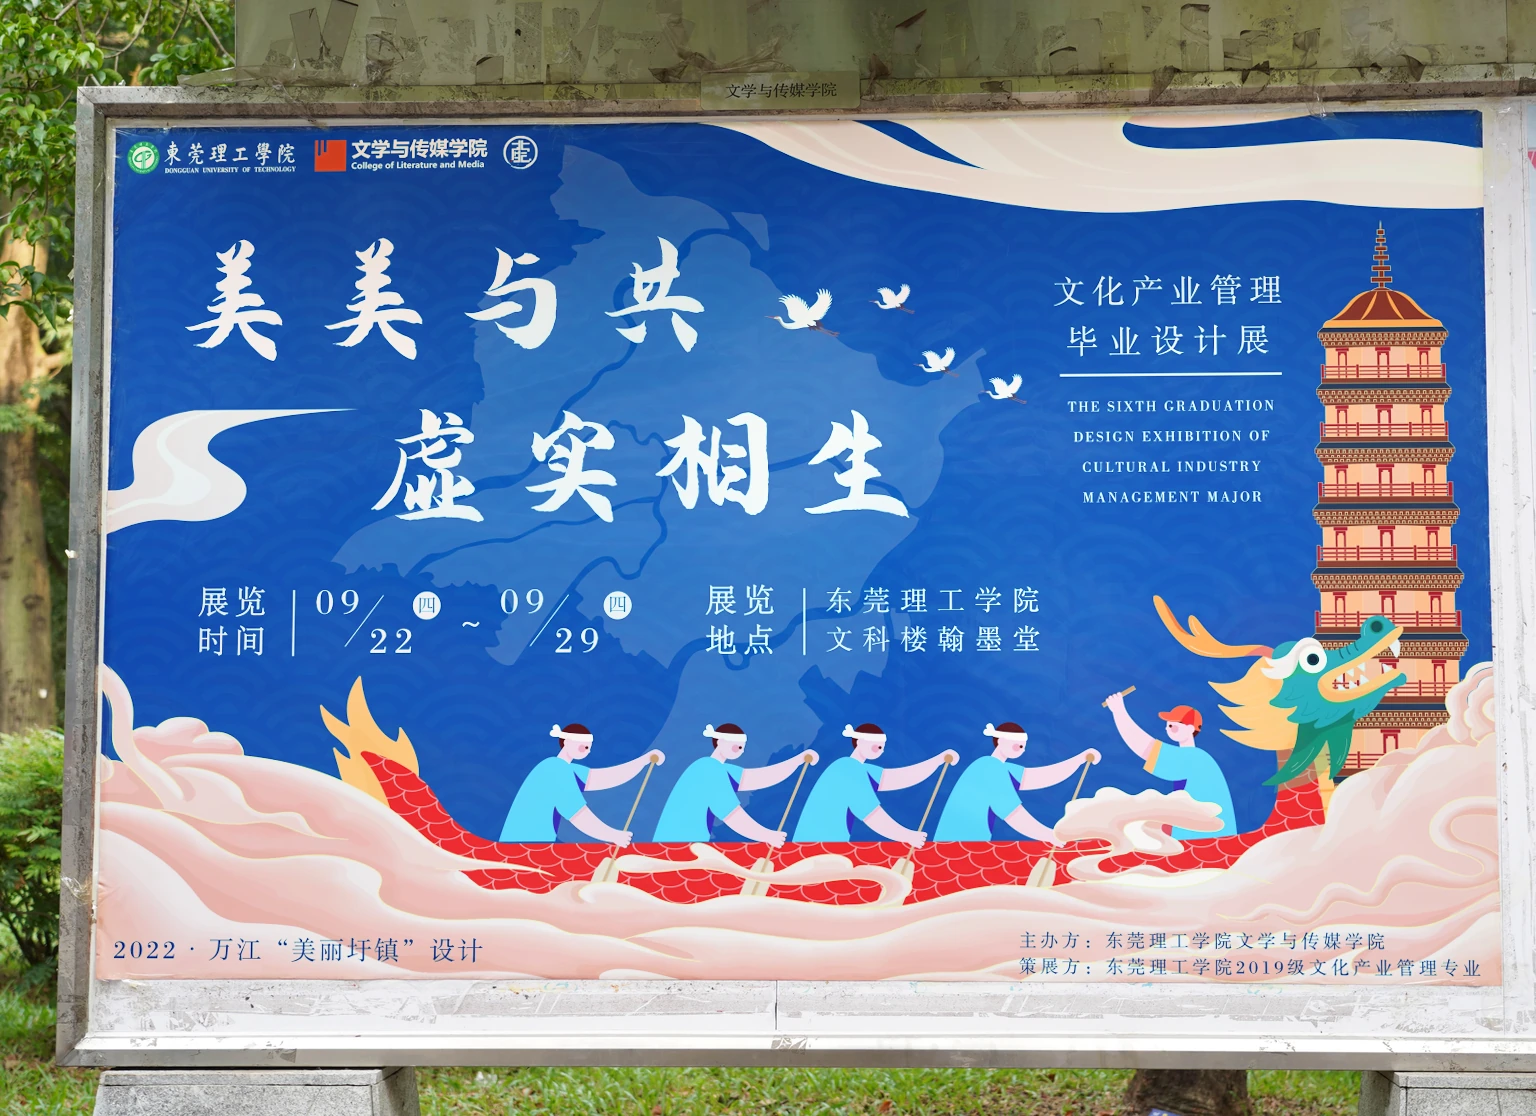 文学与传媒学院
東莞理工學院
DONGGUAN UNIVERSITY OF TECHNOLOGY
文学与传媒学院
College of Literature and Media
美美与共
虚实相生
文化产业管理
毕业设计展
THE SIXTH GRADUATION
DESIGN EXHIBITION OF
CULTURAL INDUSTRY
MANAGEMENT MAJOR
展览时间
09/22 四 ~ 09/29 四
展览地点
东莞理工学院
文科楼翰墨堂
2022 · 万江“美丽圩镇”设计
主办方：东莞理工学院文学与传媒学院
策展方：东莞理工学院2019级文化产业管理专业